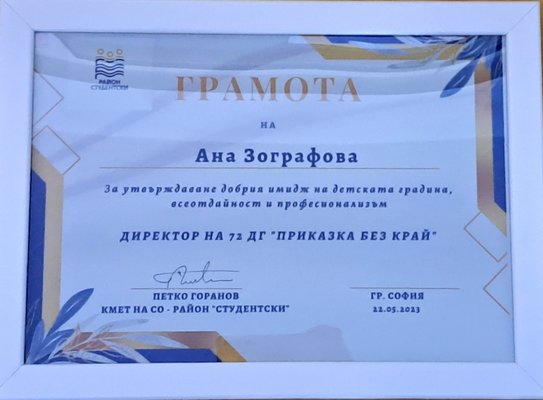 РАЙОН
СТУДЕНТСКИ
ГРАМОТА
НА
Ана Зографова
За утвърждаване добрия имидж на детската градина,
всеотдайност и професионализъм
ДИРЕКТОР НА 72 ДГ "ПРИКАЗКА БЕЗ КРАЙ"
ПЕТКО ГОРАНОВ
КМЕТ НА СО - РАЙОН "СТУДЕНТСКИ"
ГР. СОФИЯ
22.05.2023